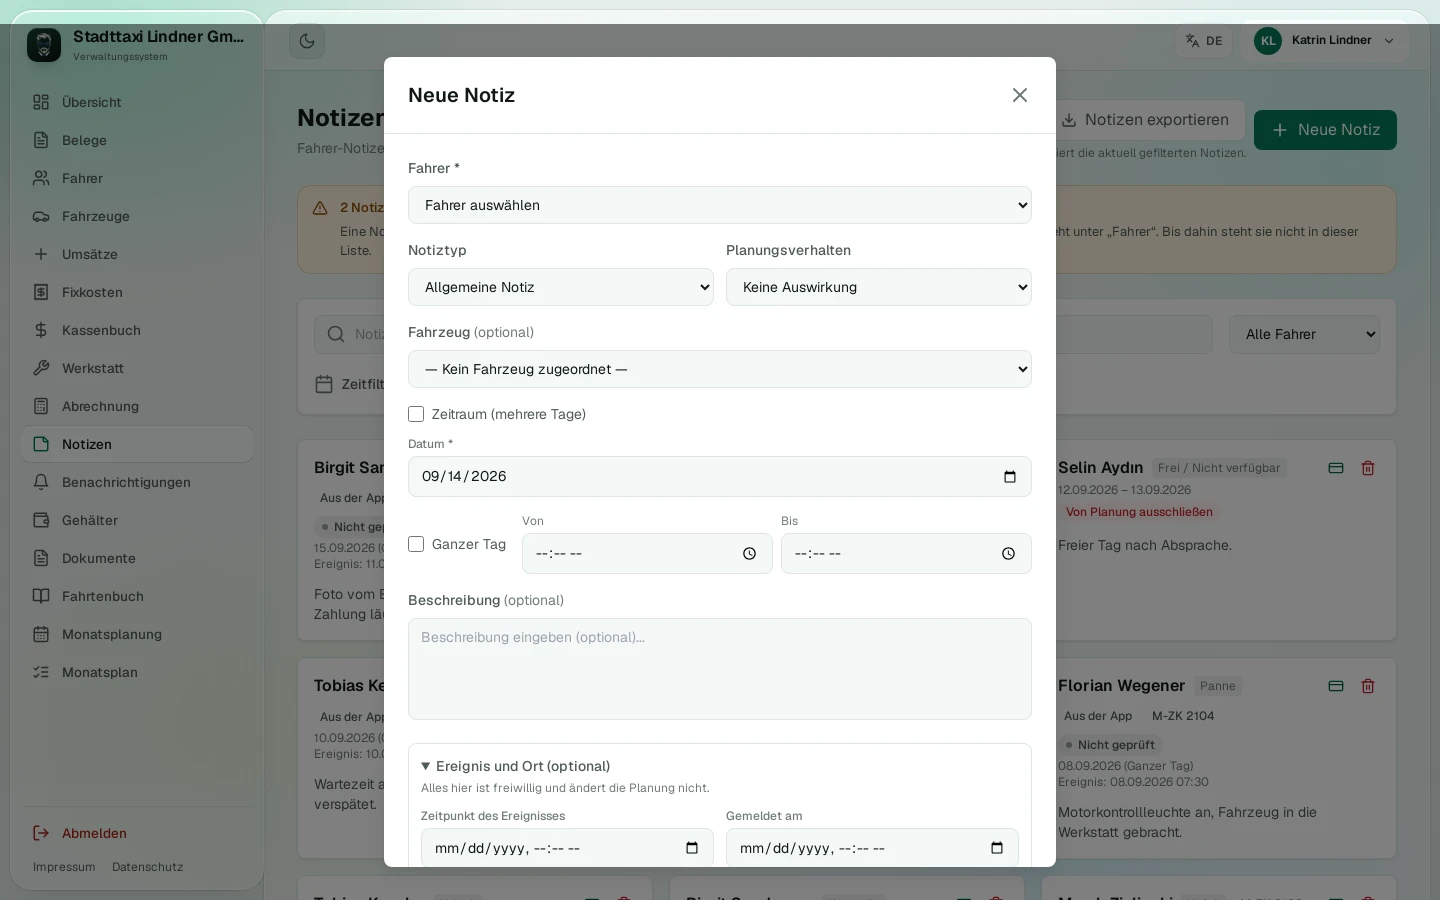 Stadttaxi Lindner Gm...
Verwaltungssystem
Übersicht
Belege
Fahrer
Fahrzeuge
Umsätze
Fixkosten
Kassenbuch
Werkstatt
Abrechnung
Notizen
Benachrichtigungen
Gehälter
Dokumente
Fahrtenbuch
Monatsplanung
Monatsplan
Abmelden
Impressum Datenschutz
DE
KL Katrin Lindner
Notizen
Fahrer-Notize
Notizen exportieren
Neue Notiz
iert die aktuell gefilterten Notizen.
2 Notiz
Eine No
eht unter „Fahrer“. Bis dahin steht sie nicht in dieser
Liste.
Notiz
Alle Fahrer
Zeitfilt
Birgit Sar
Aus der App
Nicht gep
15.09.2026 (
Ereignis: 11.0
Foto vom B
Zahlung läu
Selin Aydın Frei / Nicht verfügbar
12.09.2026 – 13.09.2026
Von Planung ausschließen
Freier Tag nach Absprache.
Tobias Ke
Aus der App
10.09.2026 (
Ereignis: 10.0
Wartezeit a
verspätet.
Florian Wegener Panne
Aus der App M-ZK 2104
Nicht geprüft
08.09.2026 (Ganzer Tag)
Ereignis: 08.09.2026 07:30
Motorkontrollleuchte an, Fahrzeug in die
Werkstatt gebracht.
Neue Notiz
Fahrer *
Fahrer auswählen
Notiztyp
Planungsverhalten
Allgemeine Notiz
Keine Auswirkung
Fahrzeug (optional)
— Kein Fahrzeug zugeordnet —
Zeitraum (mehrere Tage)
Datum *
09/14/2026
Ganzer Tag
Von
--:-- --
Bis
--:-- --
Beschreibung (optional)
Beschreibung eingeben (optional)...
Ereignis und Ort (optional)
Alles hier ist freiwillig und ändert die Planung nicht.
Zeitpunkt des Ereignisses
Gemeldet am
mm/dd/yyyy, --:-- --
mm/dd/yyyy, --:-- --